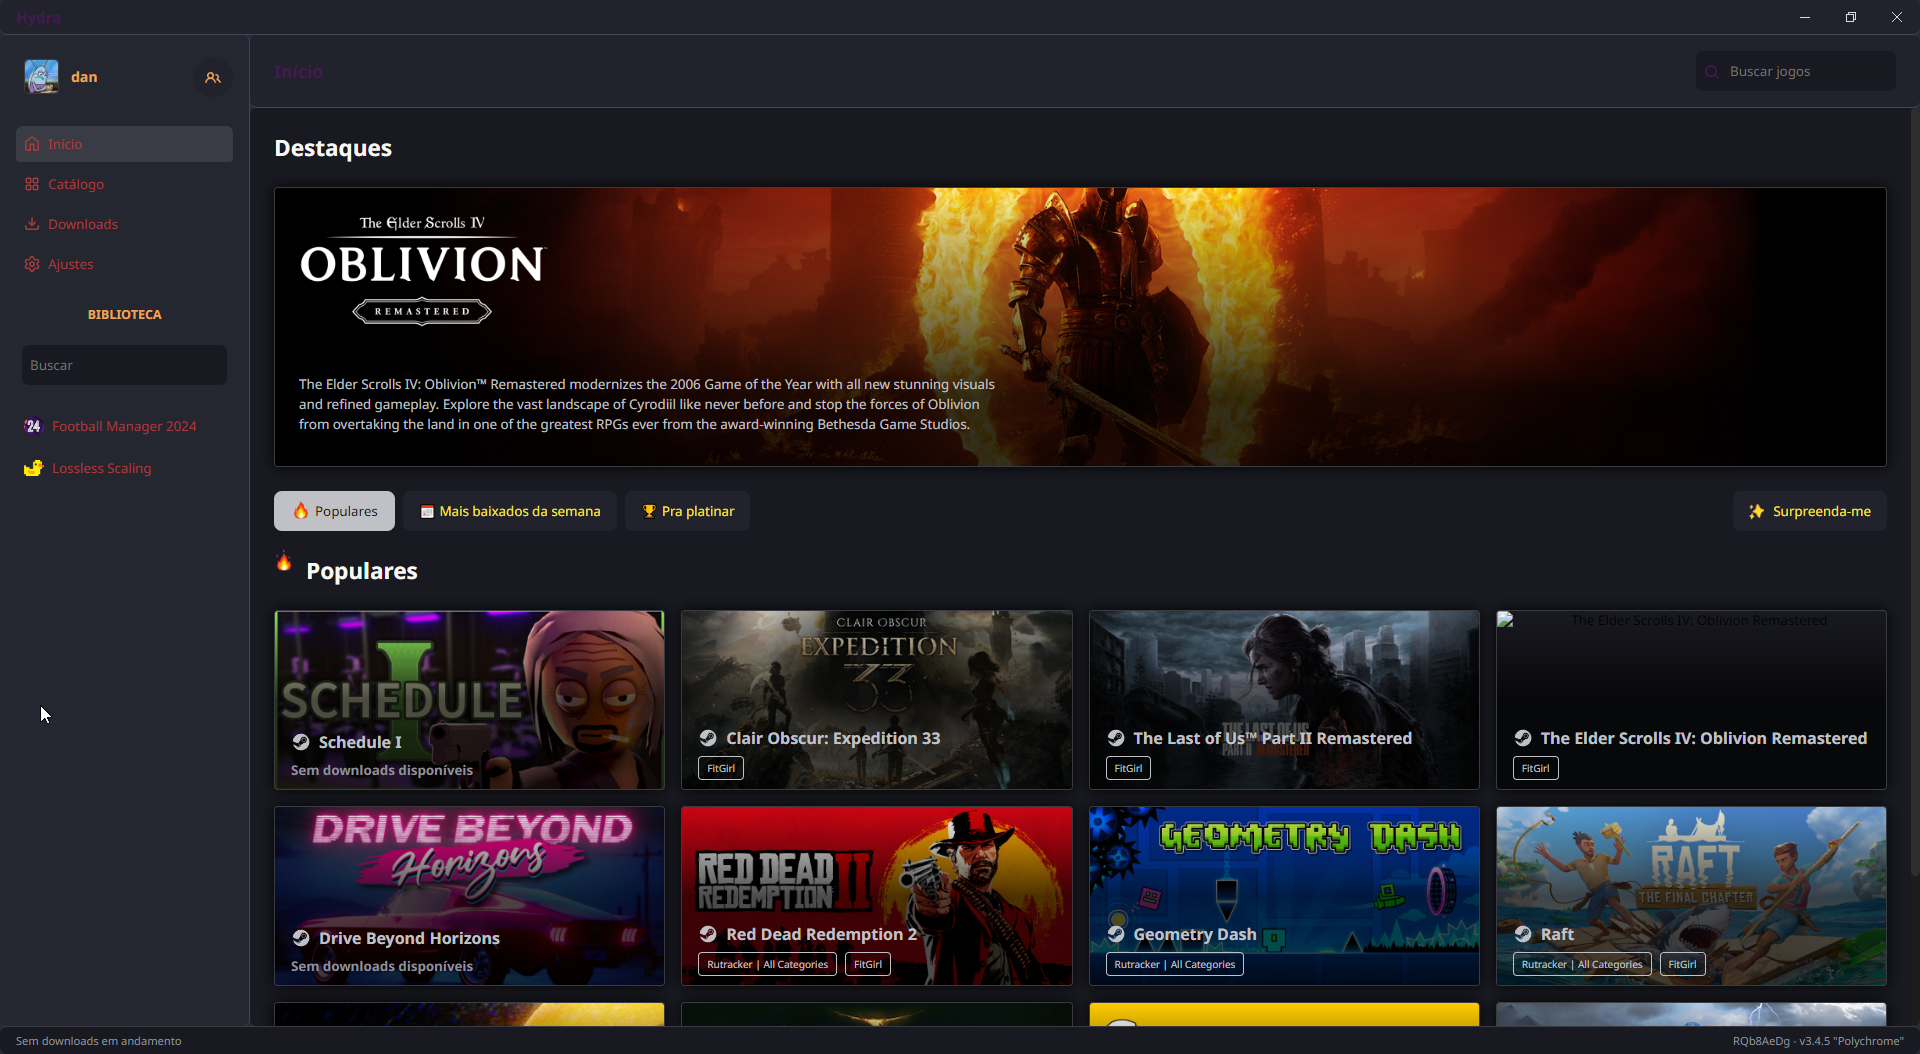 Hydra
dan
Início
Buscar jogos
Início
Catálogo
Downloads
Ajustes
BIBLIOTECA
Buscar
24 Football Manager 2024
Lossless Scaling
Destaques
The Elder Scrolls IV
OBLIVION
REMASTERED
The Elder Scrolls IV: Oblivion™ Remastered modernizes the 2006 Game of the Year with all new stunning visuals
and refined gameplay. Explore the vast landscape of Cyrodiil like never before and stop the forces of Oblivion
from overtaking the land in one of the greatest RPGs ever from the award-winning Bethesda Game Studios.
Populares
Mais baixados da semana
Pra platinar
Surpreenda-me
Populares
SCHEDULE I
Schedule I
Sem downloads disponíveis
CLAIR OBSCUR
EXPEDITION
33
Clair Obscur: Expedition 33
FitGirl
THE LAST OF US
PART II REMASTERED
The Last of Us™ Part II Remastered
FitGirl
The Elder Scrolls IV: Oblivion Remastered
The Elder Scrolls IV: Oblivion Remastered
FitGirl
DRIVE BEYOND
Horizons
Drive Beyond Horizons
Sem downloads disponíveis
RED DEAD
REDEMPTION II
Red Dead Redemption 2
Rutracker | All Categories
FitGirl
GEOMETRY DASH
Geometry Dash
Rutracker | All Categories
RAFT
THE FINAL CHAPTER
Raft
Rutracker | All Categories
FitGirl
Sem downloads em andamento
RQb8AeDg - v3.4.5 "Polychrome"